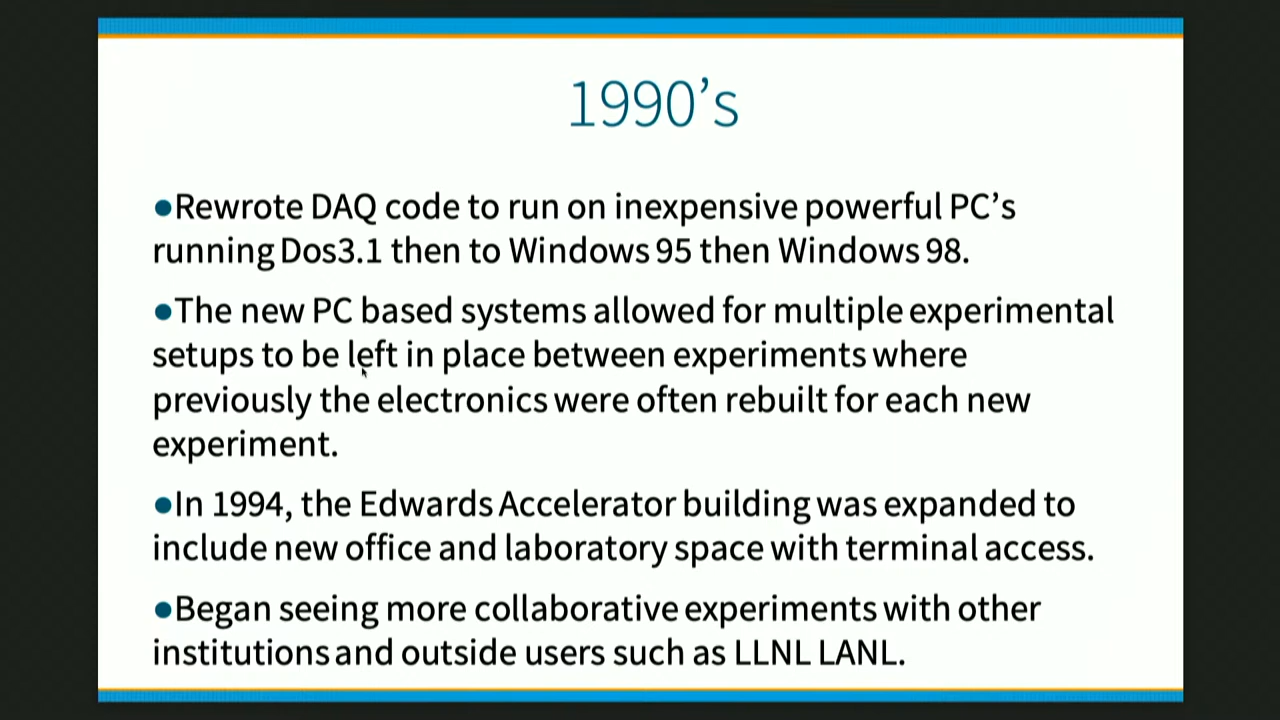 1990’s
●Rewrote DAQ code to run on inexpensive powerful PC’s
running Dos3.1 then to Windows 95 then Windows 98.
●The new PC based systems allowed for multiple experimental
setups to be left in place between experiments where
previously the electronics were often rebuilt for each new
experiment.
●In 1994, the Edwards Accelerator building was expanded to
include new office and laboratory space with terminal access.
●Began seeing more collaborative experiments with other
institutions and outside users such as LLNL LANL.